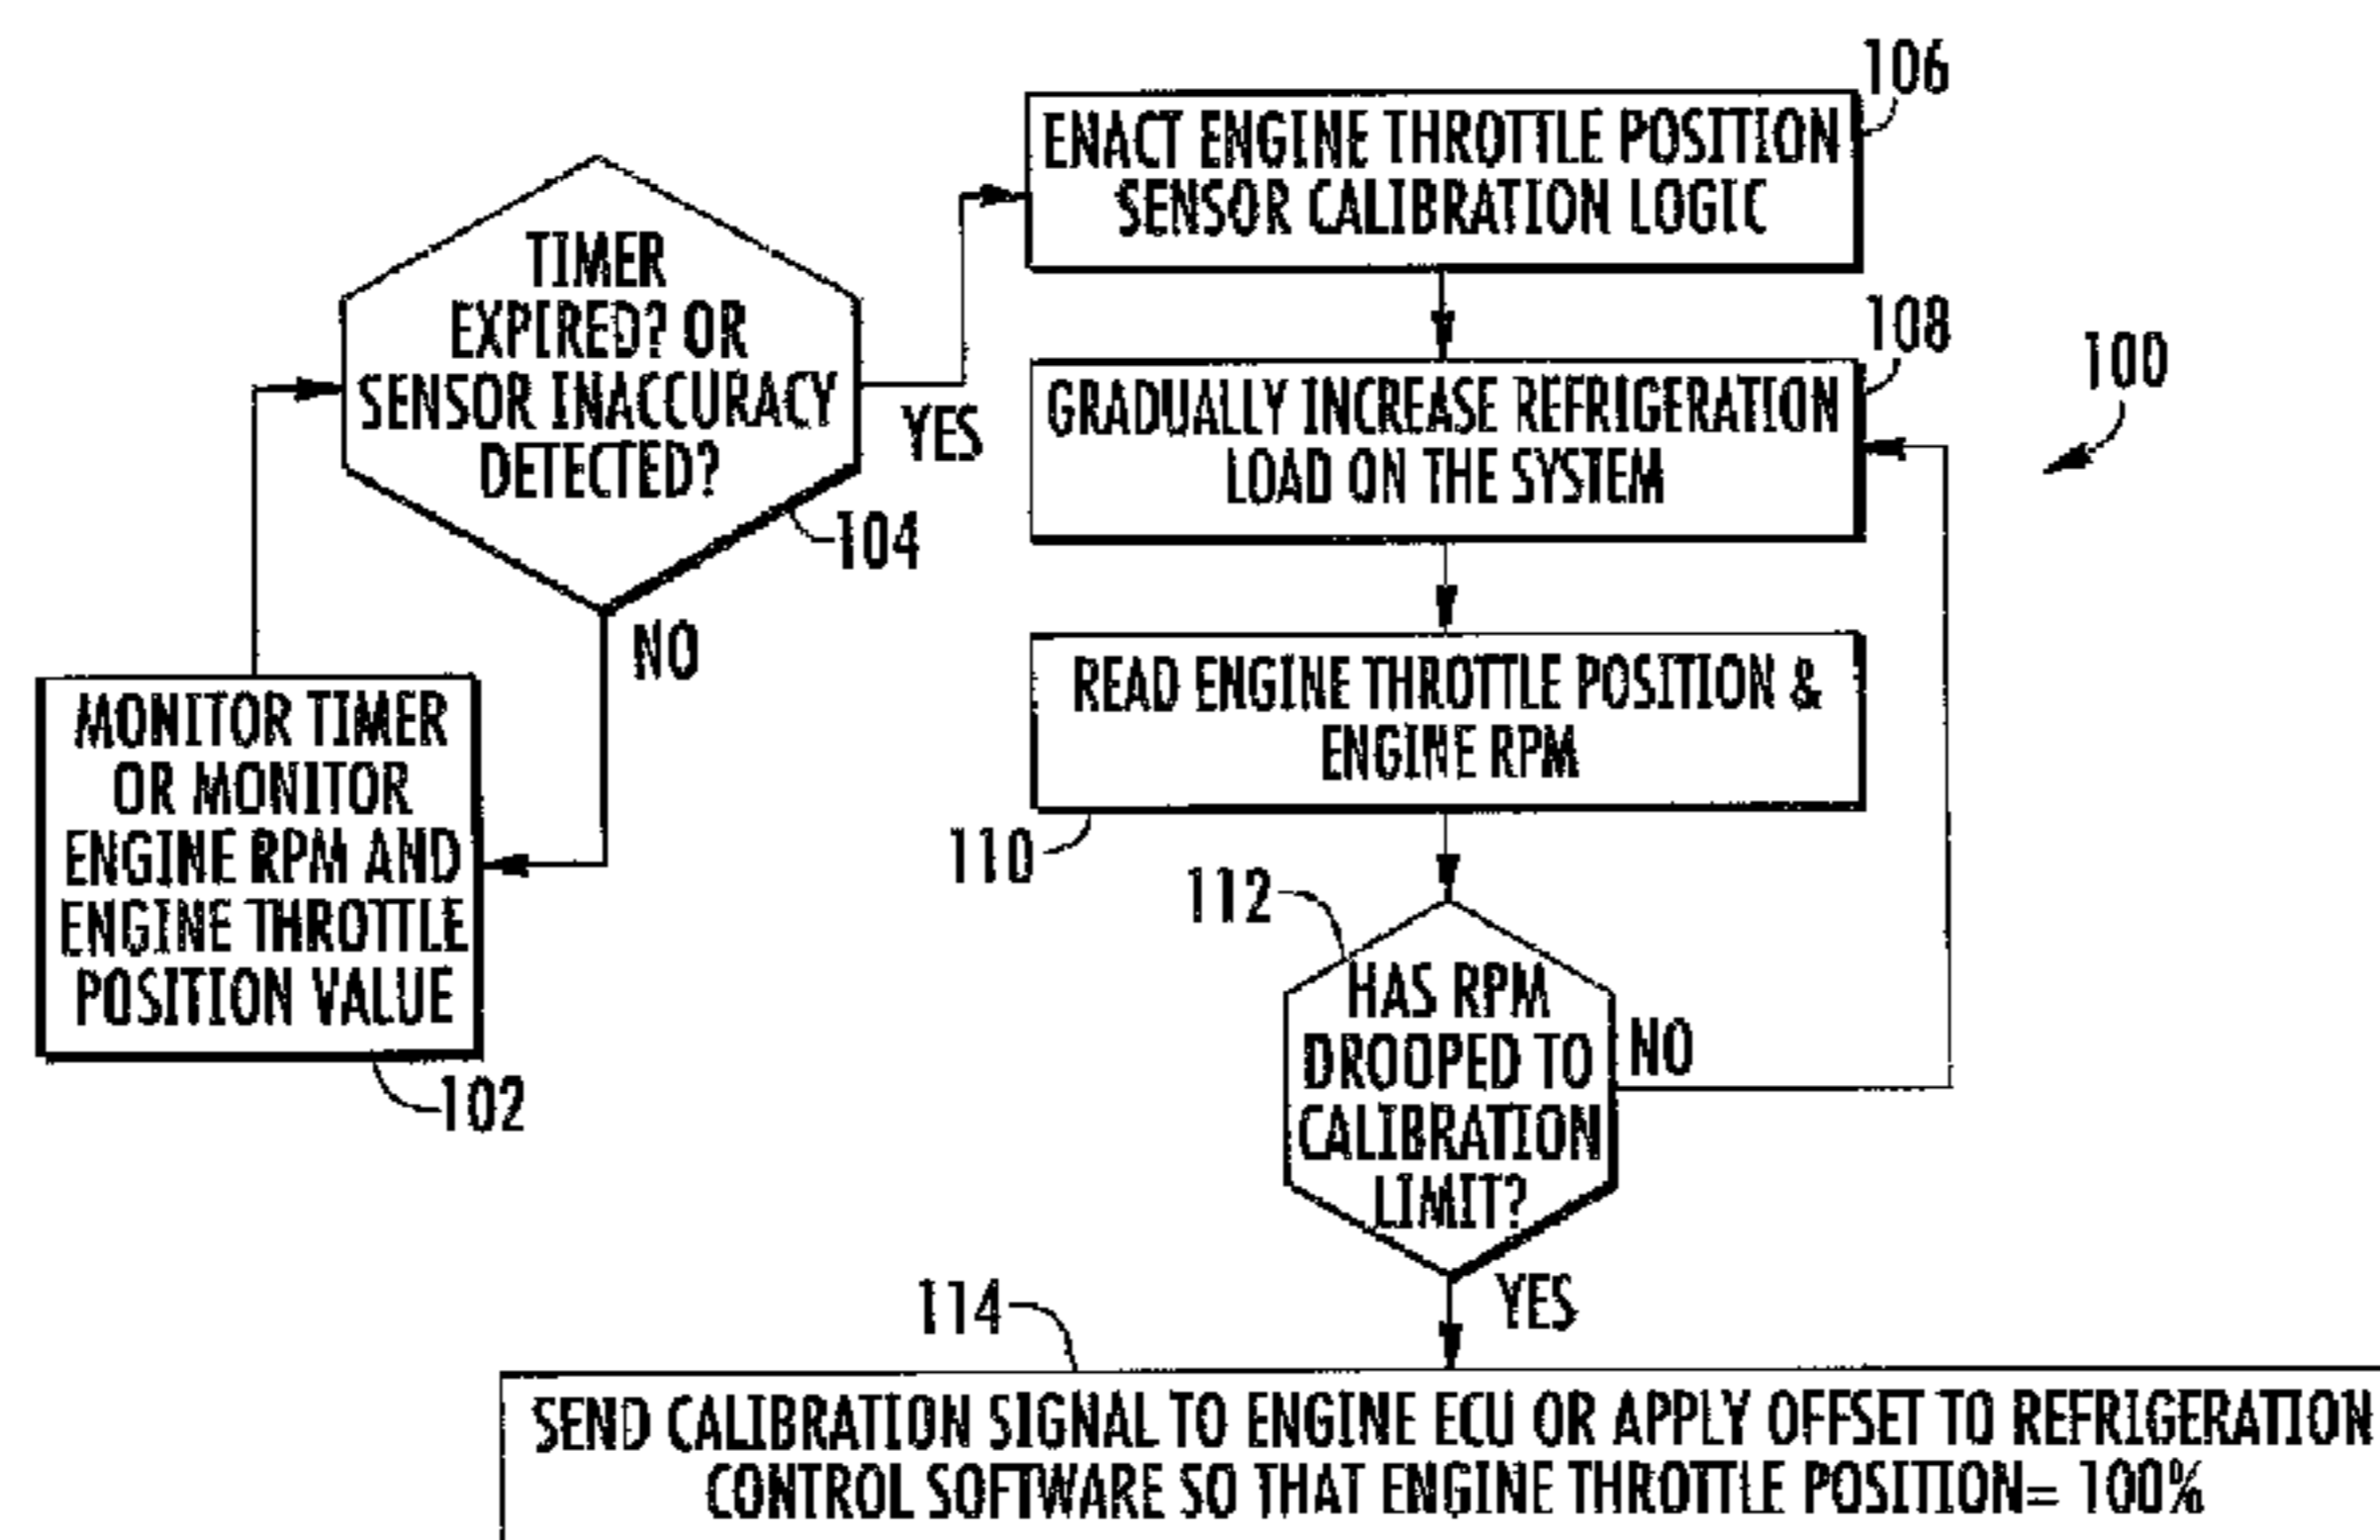 106
ENACT ENGINE THROTTLE POSITION
SENSOR CALIBRATION LOGIC
TIMER
EXPIRED? OR
SENSOR INACCURACY
DETECTED?
YES
104
NO
108
GRADUALLY INCREASE REFRIGERATION
LOAD ON THE SYSTEM
100
MONITOR TIMER
OR MONITOR
ENGINE RPM AND
ENGINE THROTTLE
POSITION VALUE
102
READ ENGINE THROTTLE POSITION &
ENGINE RPM
110
112
HAS RPM
DROOPED TO
CALIBRATION
LIMIT?
NO
YES
114
SEND CALIBRATION SIGNAL TO ENGINE ECU OR APPLY OFFSET TO REFRIGERATION
CONTROL SOFTWARE SO THAT ENGINE THROTTLE POSITION= 100%